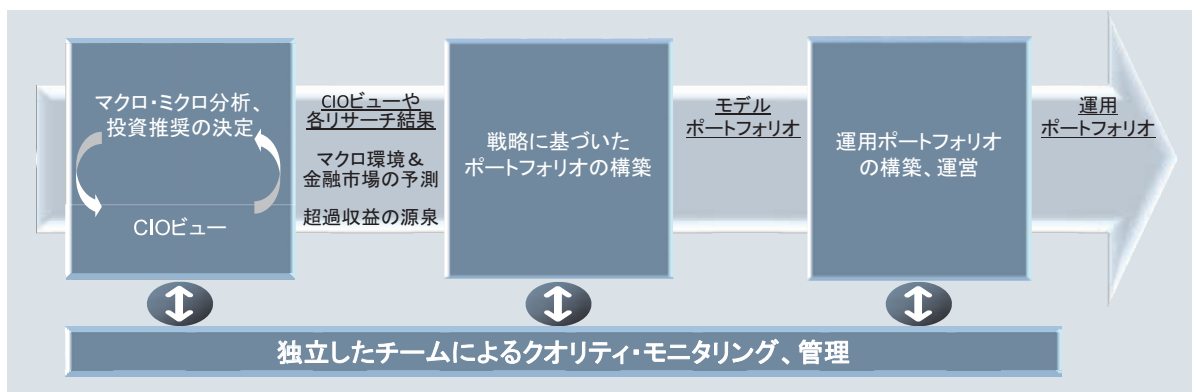 マクロ・ミクロ分析、
投資推奨の決定
CIOビュー
CIOビューや
各リサーチ結果
マクロ環境＆
金融市場の予測
超過収益の源泉
戦略に基づいた
ポートフォリオの構築
モデル
ポートフォリオ
運用ポートフォリオ
の構築、運営
運用
ポートフォリオ
独立したチームによるクオリティ・モニタリング、管理